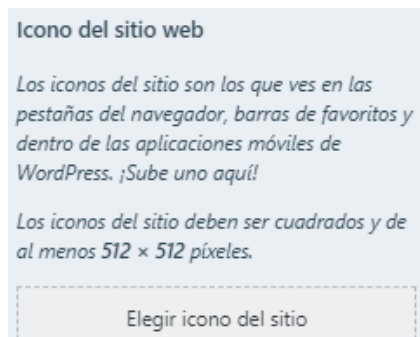 Icono del sitio web
Los iconos del sitio son los que ves en las
pestañas del navegador, barras de favoritos y
dentro de las aplicaciones móviles de
WordPress. ¡Sube uno aquí!
Los iconos del sitio deben ser cuadrados y de
al menos 512 × 512 píxeles.
Elegir icono del sitio